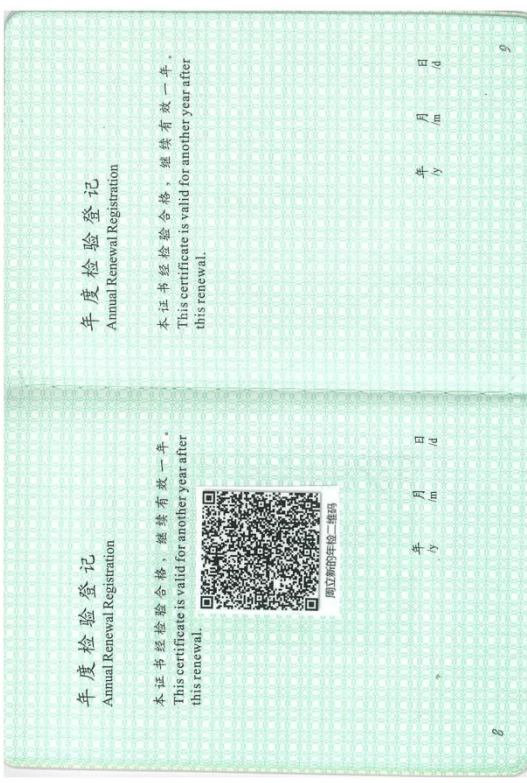 年度检验登记
Annual Renewal Registration
本证书经检验合格，继续有效一年。
This certificate is valid for another year after
this renewal.
周立新的年检二维码
年 月 日
/y /m /d
8
年度检验登记
Annual Renewal Registration
本证书经检验合格，继续有效一年。
This certificate is valid for another year after
this renewal.
年 月 日
/y /m /d
9